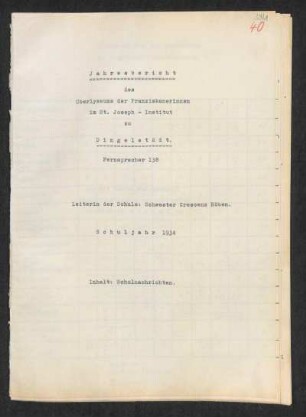 40
Jahresbericht
des
Oberlyzeums der Franziskanerinnen
im St. Joseph - Institut
zu
Dingelstädt.
Fernsprecher 138
Leiterin der Schule: Schwester Crescens Röben.
Schuljahr 1934
Inhalt: Schulnachrichten.